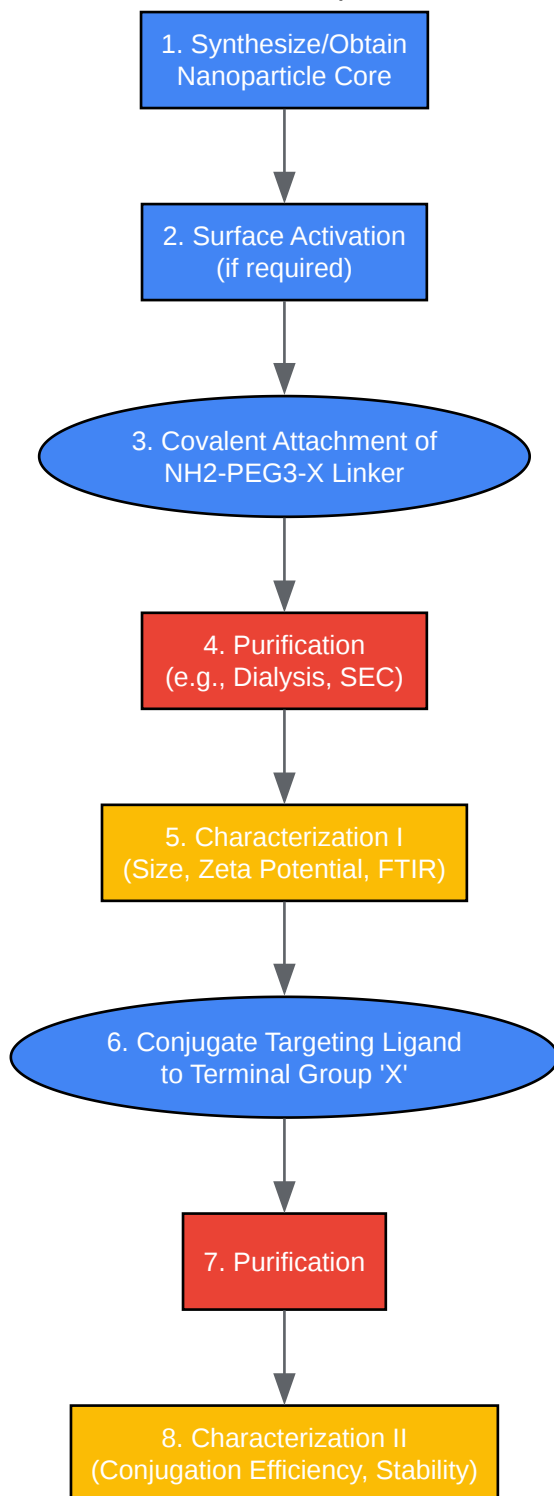 1. Synthesize/Obtain
Nanoparticle Core
2. Surface Activation
(if required)
3. Covalent Attachment of
NH2-PEG3-X Linker
4. Purification
(e.g., Dialysis, SEC)
5. Characterization I
(Size, Zeta Potential, FTIR)
6. Conjugate Targeting Ligand
to Terminal Group 'X'
7. Purification
8. Characterization II
(Conjugation Efficiency, Stability)